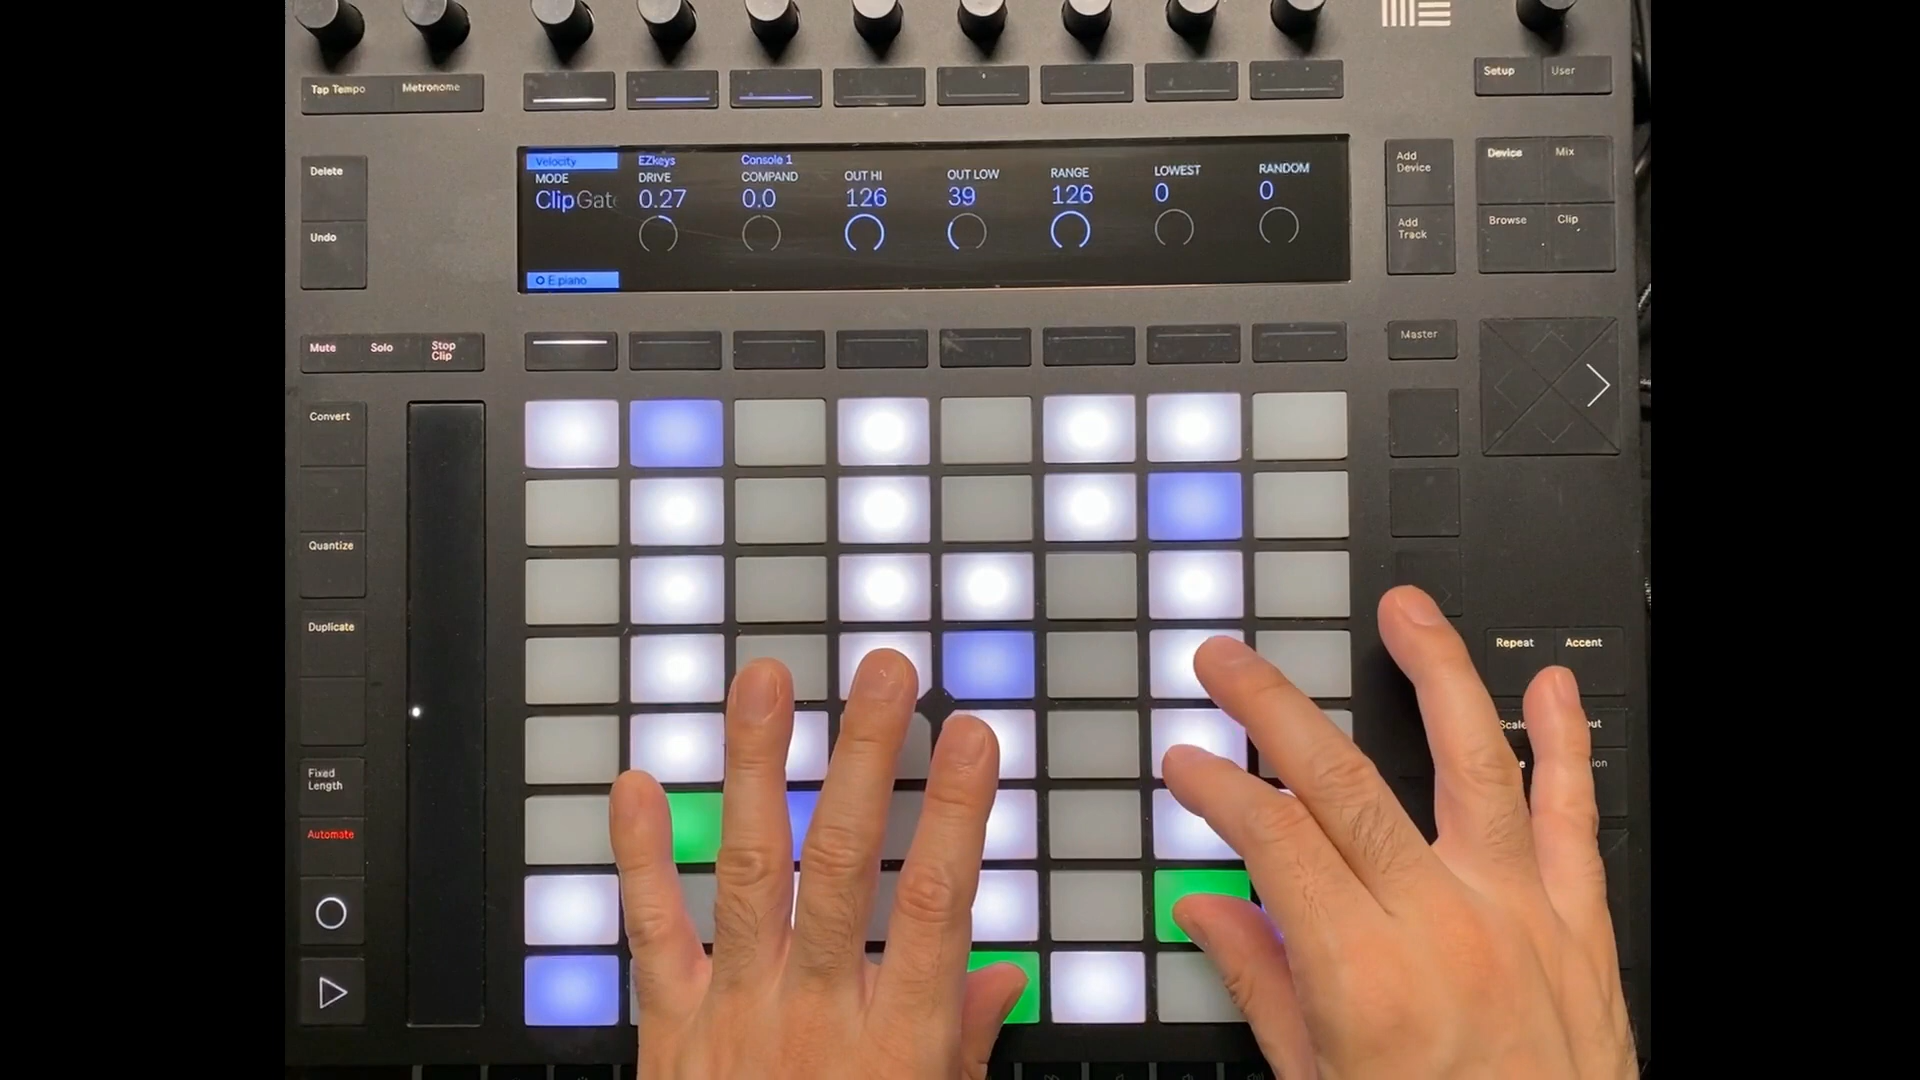 Tap Tempo
Metronome
Setup
User
Delete
Undo
Velocity
EZkeys
Console 1
MODE
DRIVE
COMPAND
OUT HI
OUT LOW
RANGE
LOWEST
RANDOM
Clip
0.27
0.0
126
39
126
0
0
E piano
Add
Device
Add
Track
Device
Mix
Browse
Clip
Mute
Solo
Stop
Clip
Master
Convert
Quantize
Duplicate
Fixed
Length
Automate
Repeat
Accent
Scale